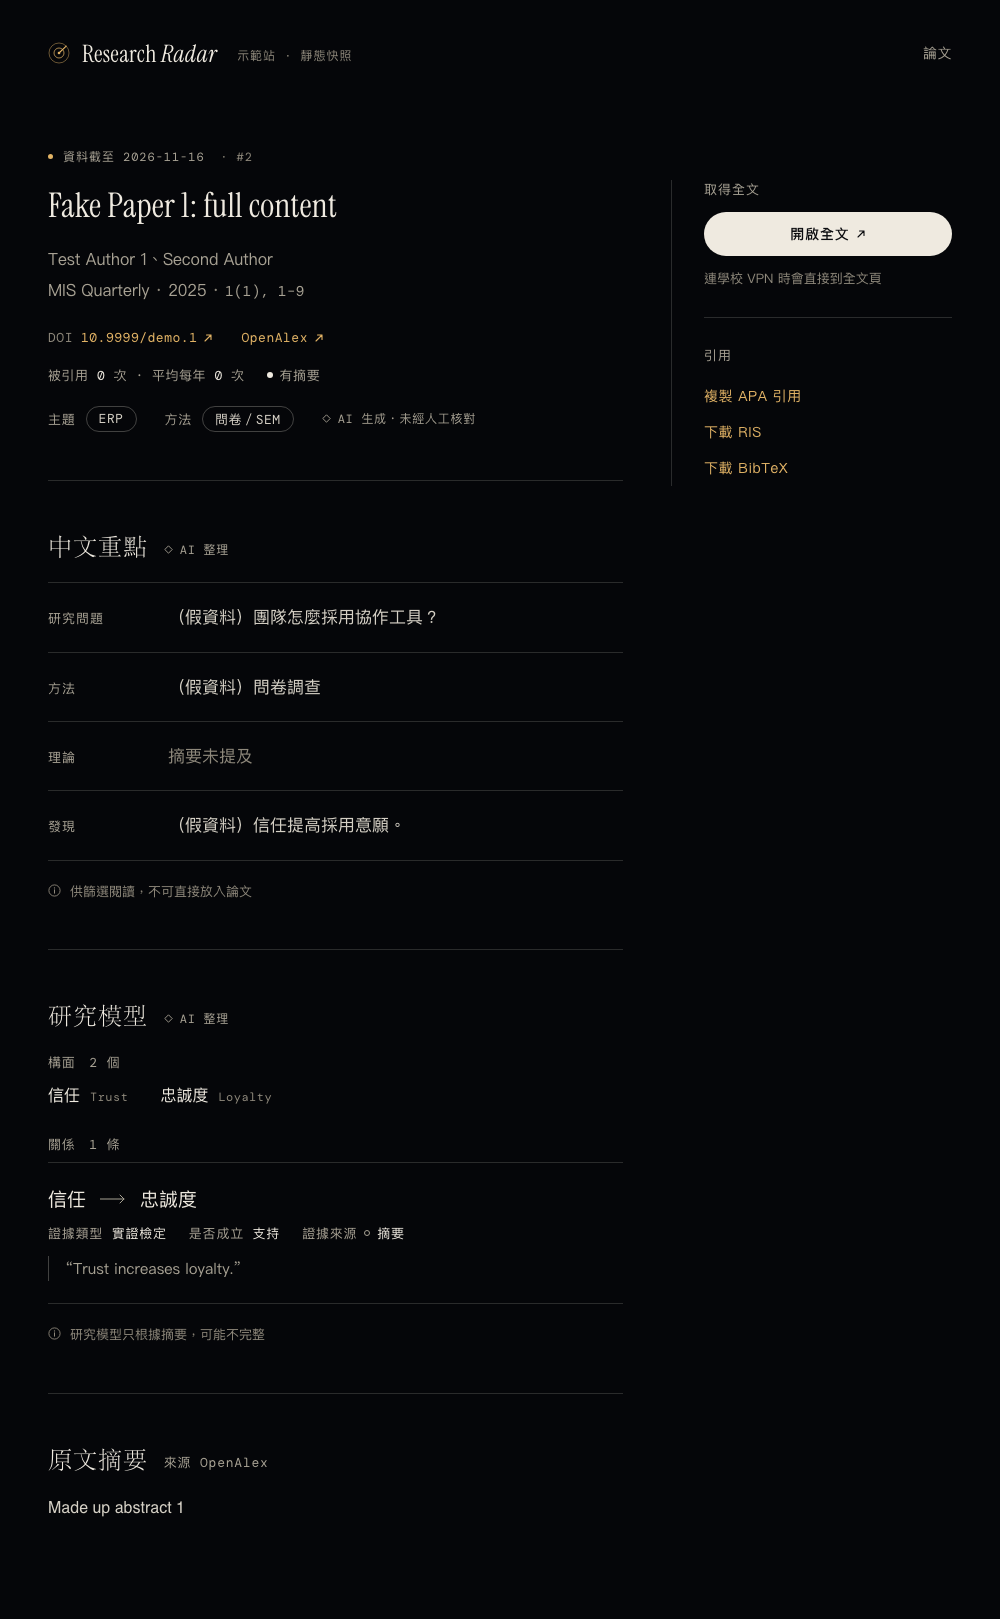 Research Radar 示範站 · 靜態快照
論文
資料截至 2026-11-16 · #2
Fake Paper 1: full content
Test Author 1、Second Author
MIS Quarterly · 2025 · 1(1), 1–9
DOI 10.9999/demo.1 ↗ OpenAlex ↗
被引用 0 次 · 平均每年 0 次 有摘要
主題 ERP 方法 問卷 / SEM ◇ AI 生成・未經人工核對
取得全文
開啟全文 ↗
連學校 VPN 時會直接到全文頁
引用
複製 APA 引用
下載 RIS
下載 BibTeX
中文重點 ◇ AI 整理
研究問題 （假資料）團隊怎麼採用協作工具？
方法 （假資料）問卷調查
理論 摘要未提及
發現 （假資料）信任提高採用意願。
ⓘ 供篩選閱讀，不可直接放入論文
研究模型 ◇ AI 整理
構面 2 個
信任 Trust 忠誠度 Loyalty
關係 1 條
信任 → 忠誠度
證據類型 實證檢定 是否成立 支持 證據來源 摘要
“Trust increases loyalty.”
ⓘ 研究模型只根據摘要，可能不完整
原文摘要 來源 OpenAlex
Made up abstract 1